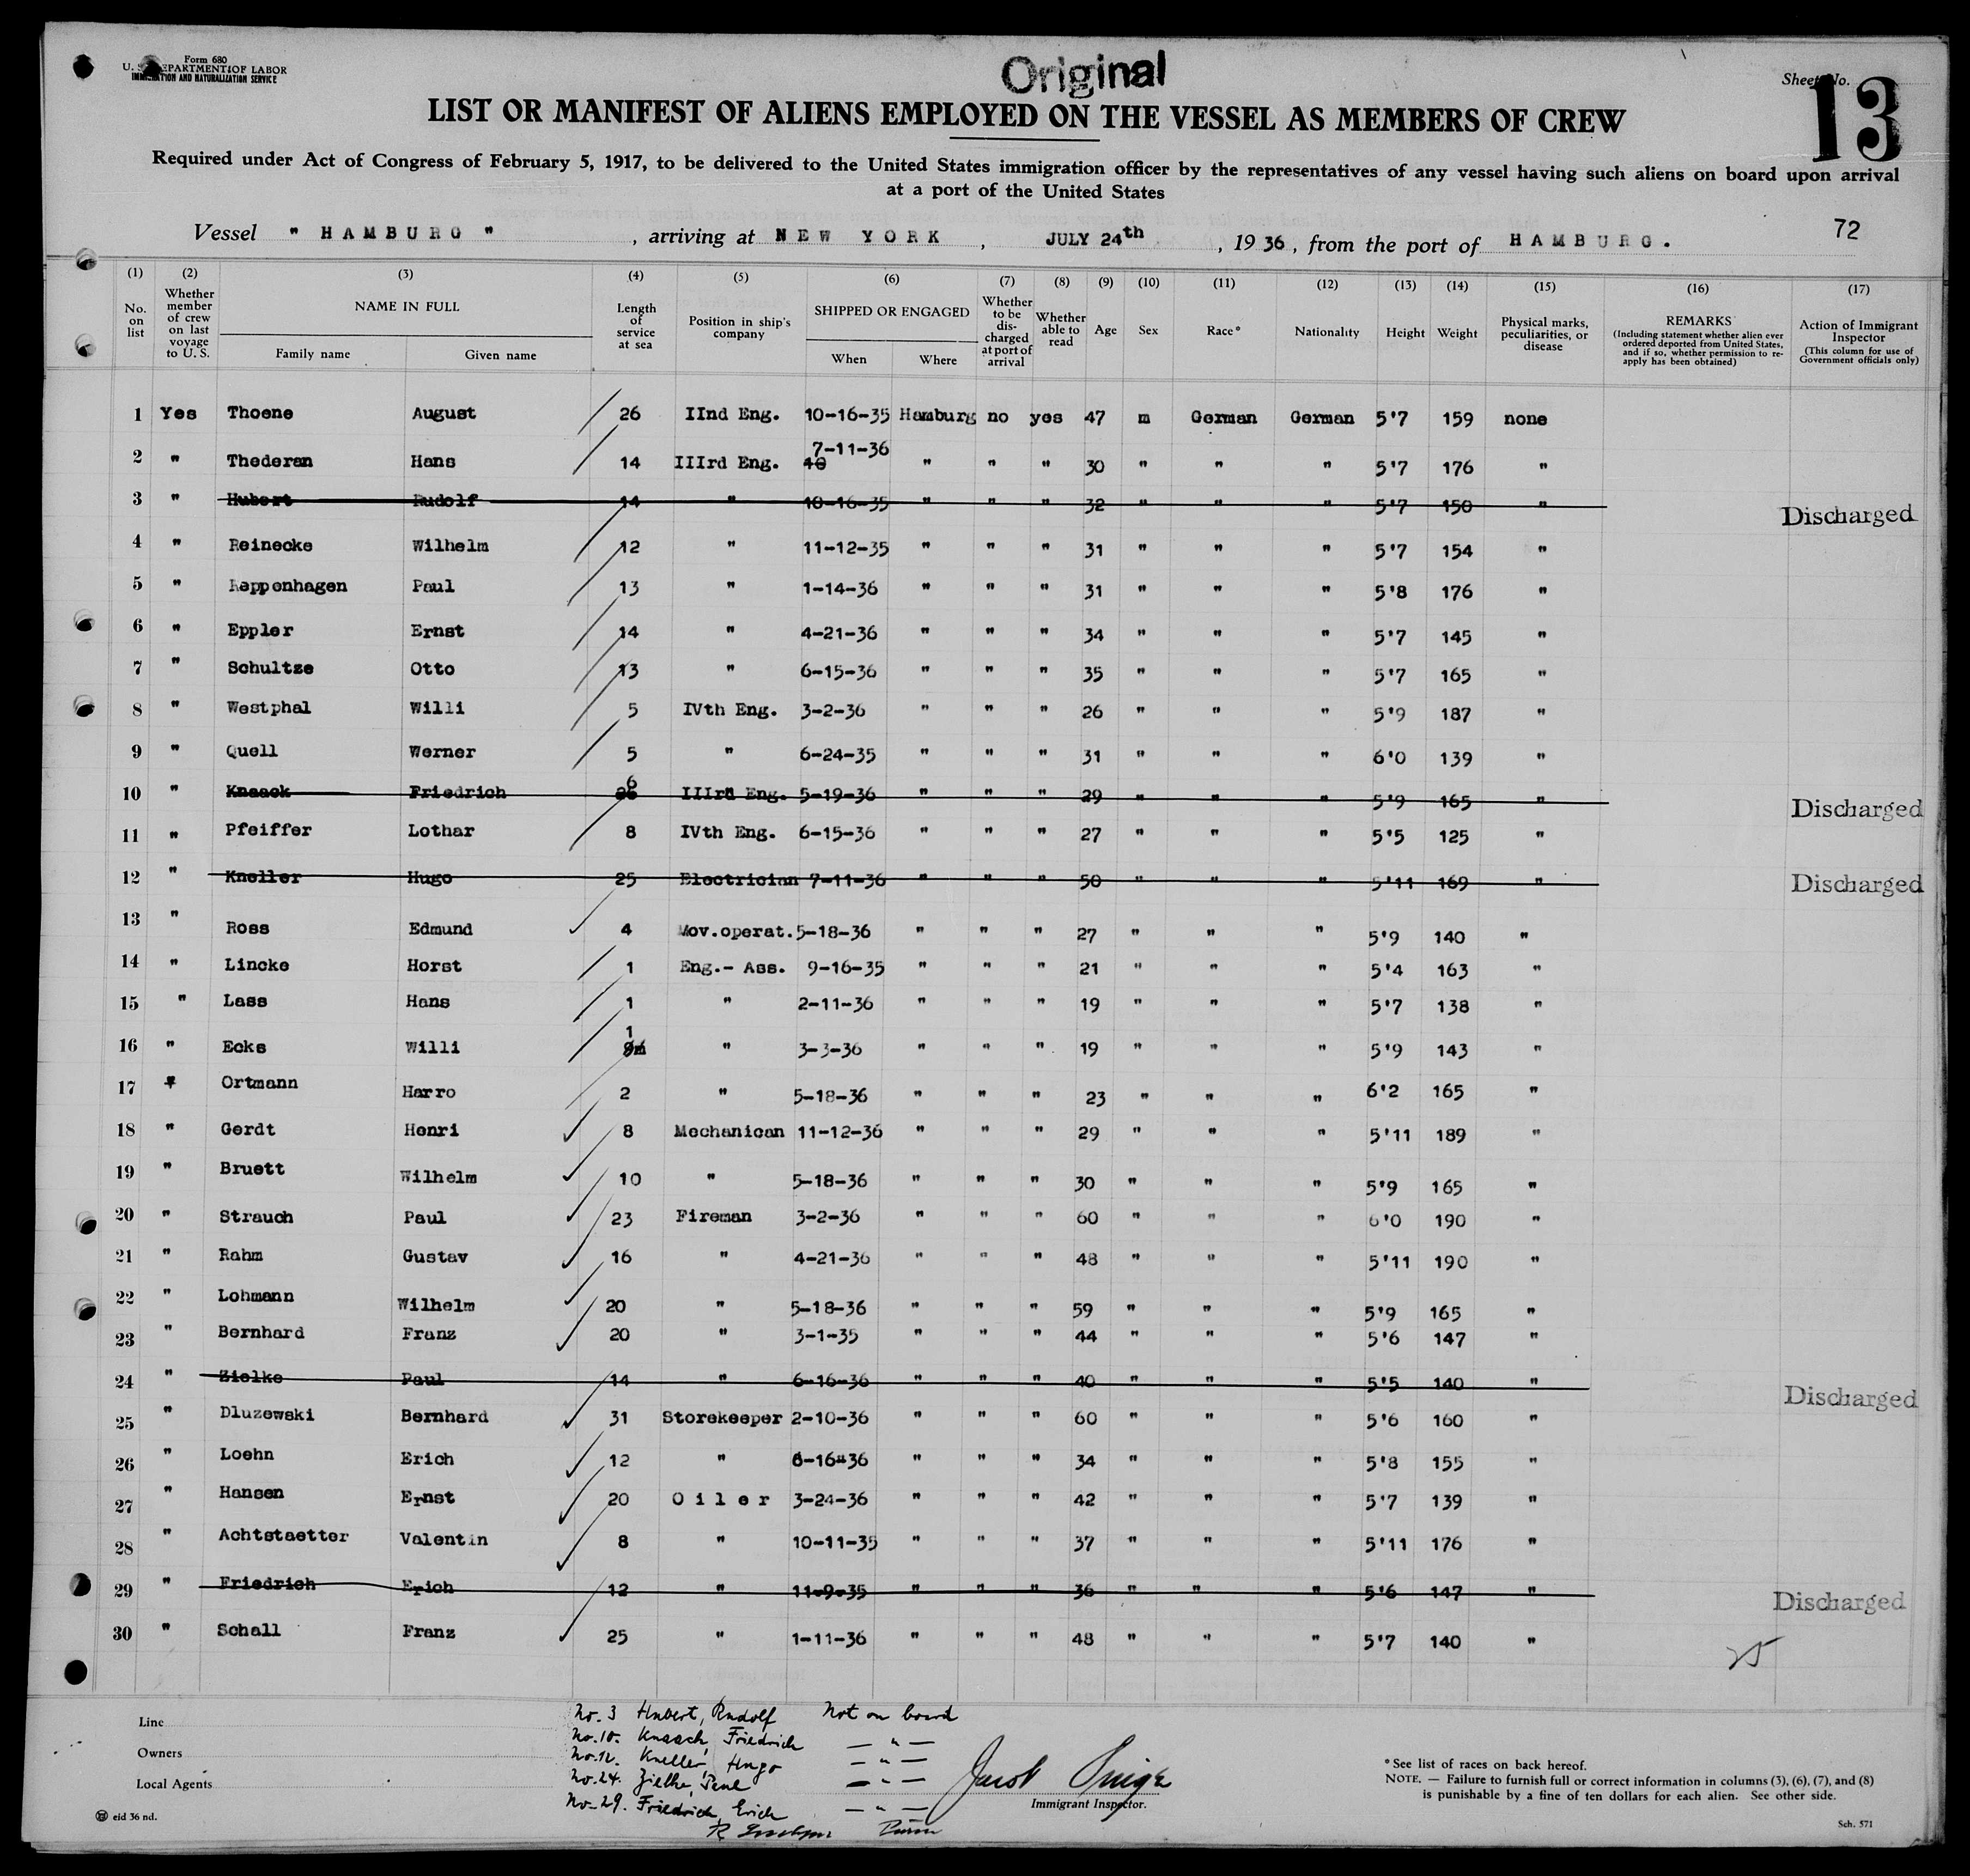 Form 680
U. S. DEPARTMENT OF LABOR
IMMIGRATION AND NATURALIZATION SERVICE
Original
Sheet No.
13
LIST OR MANIFEST OF ALIENS EMPLOYED ON THE VESSEL AS MEMBERS OF CREW
Required under Act of Congress of February 5, 1917, to be delivered to the United States immigration officer by the representatives of any vessel having such aliens on board upon arrival
at a port of the United States
72
Vessel " HAMBURG ", arriving at NEW YORK, JULY 24th, 1936, from the port of HAMBURG.
(1) (2) (3) (4) (5) (6) (7) (8) (9) (10) (11) (12) (13) (14) (15) (16) (17)
No. on list Whether member of crew on last voyage to U. S. NAME IN FULL Family name Given name Length of service at sea Position in ship's company SHIPPED OR ENGAGED When Where Whether to be discharged at port of arrival Whether able to read Age Sex Race* Nationality Height Weight Physical marks, peculiarities, or disease REMARKS (Including statement whether alien ever ordered deported from United States, and if so, whether permission to re-apply has been obtained) Action of Immigrant Inspector (This column for use of Government officials only)
1 Yes Thoene August 26 IInd Eng. 10-16-35 Hamburg no yes 47 m German German 5'7 159 none
2 " Thederan Hans 14 IIIrd Eng. 7-11-36 " " " 30 " " " 5'7 176 "
3 " Hubert Rudolf 14 " 10-16-35 " " " 32 " " " 5'7 150 " Discharged
4 " Reinecke Wilhelm 12 " 11-12-35 " " " 31 " " " 5'7 154 "
5 " Reppenhagen Paul 13 " 1-14-36 " " " 31 " " " 5'8 176 "
6 " Eppler Ernst 14 " 4-21-36 " " " 34 " " " 5'7 145 "
7 " Schultze Otto 13 " 6-15-36 " " " 35 " " " 5'7 165 "
8 " Westphal Willi 5 IVth Eng. 3-2-36 " " " 26 " " " 5'9 187 "
9 " Quell Werner 5 " 6-24-35 " " " 31 " " " 6'0 139 "
10 " Knaack Friedrich 6 IIIrd Eng. 5-19-36 " " " 29 " " " 5'9 165 " Discharged
11 " Pfeiffer Lothar 8 IVth Eng. 6-15-36 " " " 27 " " " 5'5 125 "
12 " Kneller Hugo 25 Electrician 7-11-36 " " " 50 " " " 5'11 169 " Discharged
13 " Ross Edmund 4 Mov.operat. 5-18-36 " " " 27 " " " 5'9 140 "
14 " Lincke Horst 1 Eng.- Ass. 9-16-35 " " " 21 " " " 5'4 163 "
15 " Lass Hans 1 " 2-11-36 " " " 19 " " " 5'7 138 "
16 " Ecks Willi 1 " 3-3-36 " " " 19 " " " 5'9 143 "
17 " Ortmann Harro 2 " 5-18-36 " " " 23 " " " 6'2 165 "
18 " Gerdt Henri 8 Mechanican 11-12-36 " " " 29 " " " 5'11 189 "
19 " Bruett Wilhelm 10 " 5-18-36 " " " 30 " " " 5'9 165 "
20 " Strauch Paul 23 Fireman 3-2-36 " " " 60 " " " 6'0 190 "
21 " Rahm Gustav 16 " 4-21-36 " " " 48 " " " 5'11 190 "
22 " Lohmann Wilhelm 20 " 5-18-36 " " " 59 " " " 5'9 165 "
23 " Bernhard Franz 20 " 3-1-35 " " " 44 " " " 5'6 147 "
24 " Zielke Paul 14 " 6-16-36 " " " 40 " " " 5'5 140 " Discharged
25 " Dluzewski Bernhard 31 Storekeeper 2-10-36 " " " 60 " " " 5'6 160 "
26 " Loehn Erich 12 " 6-16-36 " " " 34 " " " 5'8 155 "
27 " Hansen Ernst 20 Oiler 3-24-36 " " " 42 " " " 5'7 139 "
28 " Achtstaetter Valentin 8 " 10-11-35 " " " 37 " " " 5'11 176 "
29 " Friedrich Erich 12 " 11-9-35 " " " 36 " " " 5'6 147 " Discharged
30 " Schall Franz 25 " 1-11-36 " " " 48 " " " 5'7 140 "
25
Line
Owners
Local Agents
eid 36 nd.
No. 3 Hubert, Rudolf Not on board
No. 10. Knaack, Friedrich — " —
No. 12. Kneller, Hugo — " —
No. 24. Zielke, Paul — " —
No. 29. Friedrich, Erich — " —
Jacob
Immigrant Inspector.
* See list of races on back hereof.
NOTE. — Failure to furnish full or correct information in columns (3), (6), (7), and (8)
is punishable by a fine of ten dollars for each alien. See other side.
Sch. 571